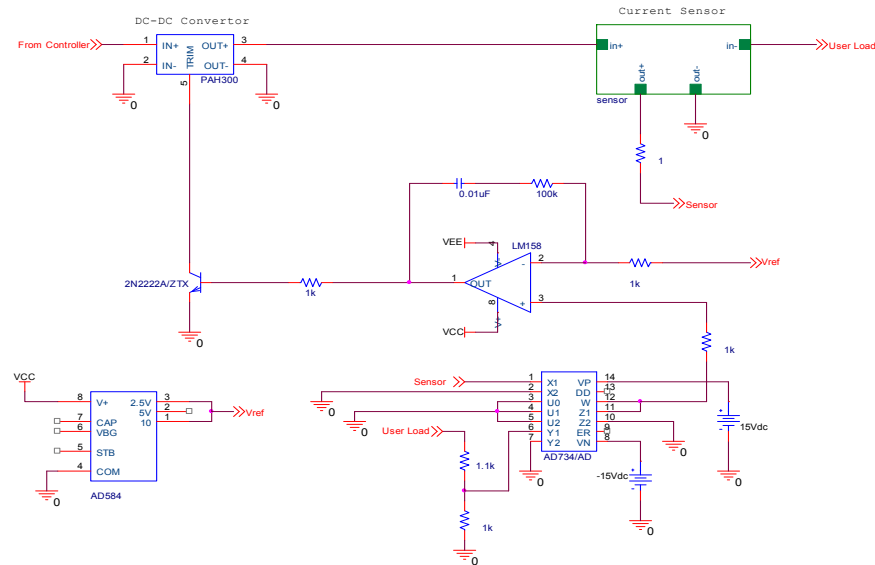 DC-DC Convertor
Current Sensor
From Controller
1 IN+ OUT+ 3
2 IN- OUT- 4
TRIM
5
PAH300
0
0
in+
in-
out+
out-
sensor
User Load
0
1
Sensor
0.01uF
100k
VEE
4
V-
LM158
2
-
Vref
1k
1
OUT
+
3
8
V+
VCC
1k
2N2222A/ZTX
0
1k
VCC
8 V+ 2.5V 3
5V 2
7 CAP 10 1
6 VBG
5 STB
4 COM
AD584
Vref
0
Sensor
1 X1 VP 14
2 X2 DD 13
3 U0 W 12
4 U1 Z1 11
5 U2 Z2 10
6 Y1 ER 9
7 Y2 VN 8
AD734/AD
0
0
User Load
1.1k
1k
0
0
0
15Vdc
0
-15Vdc
0